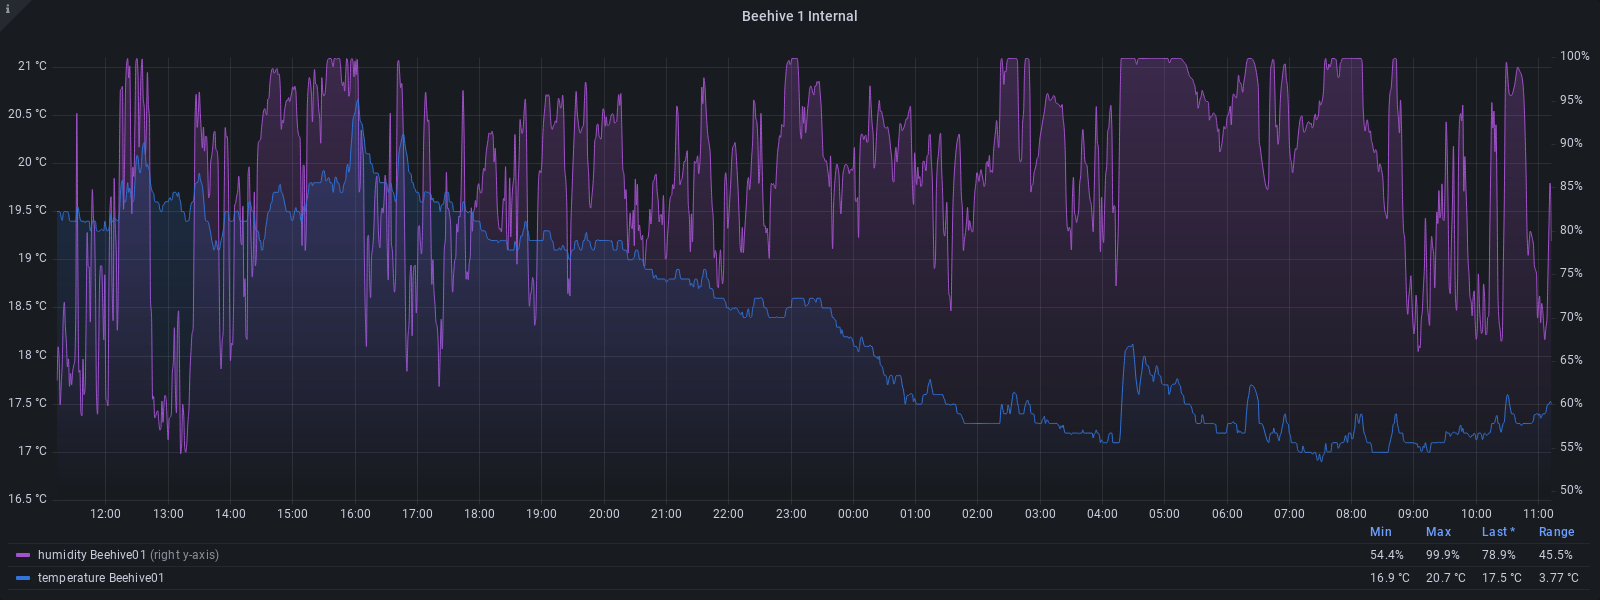 i
Beehive 1 Internal
21 °C
20.5 °C
20 °C
19.5 °C
19 °C
18.5 °C
18 °C
17.5 °C
17 °C
16.5 °C
100%
95%
90%
85%
80%
75%
70%
65%
60%
55%
50%
12:00 13:00 14:00 15:00 16:00 17:00 18:00 19:00 20:00 21:00 22:00 23:00 00:00 01:00 02:00 03:00 04:00 05:00 06:00 07:00 08:00 09:00 10:00 11:00
Min Max Last * Range
humidity Beehive01 (right y-axis) 54.4% 99.9% 78.9% 45.5%
temperature Beehive01 16.9 °C 20.7 °C 17.5 °C 3.77 °C